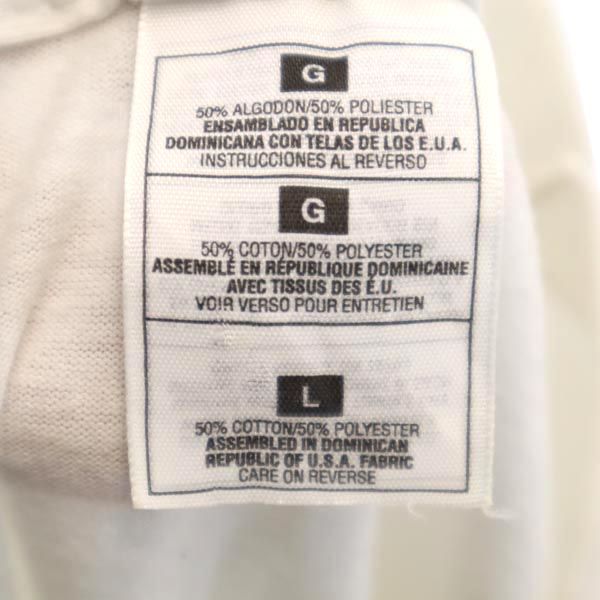 G
50% ALGODON/50% POLIESTER
ENSAMBLADO EN REPUBLICA
DOMINICANA CON TELAS DE LOS E.U.A.
INSTRUCCIONES AL REVERSO
G
50% COTON/50% POLYESTER
ASSEMBLÉ EN RÉPUBLIQUE DOMINICAINE
AVEC TISSUS DES É.U.
VOIR VERSO POUR ENTRETIEN
L
50% COTTON/50% POLYESTER
ASSEMBLED IN DOMINICAN
REPUBLIC OF U.S.A. FABRIC
CARE ON REVERSE